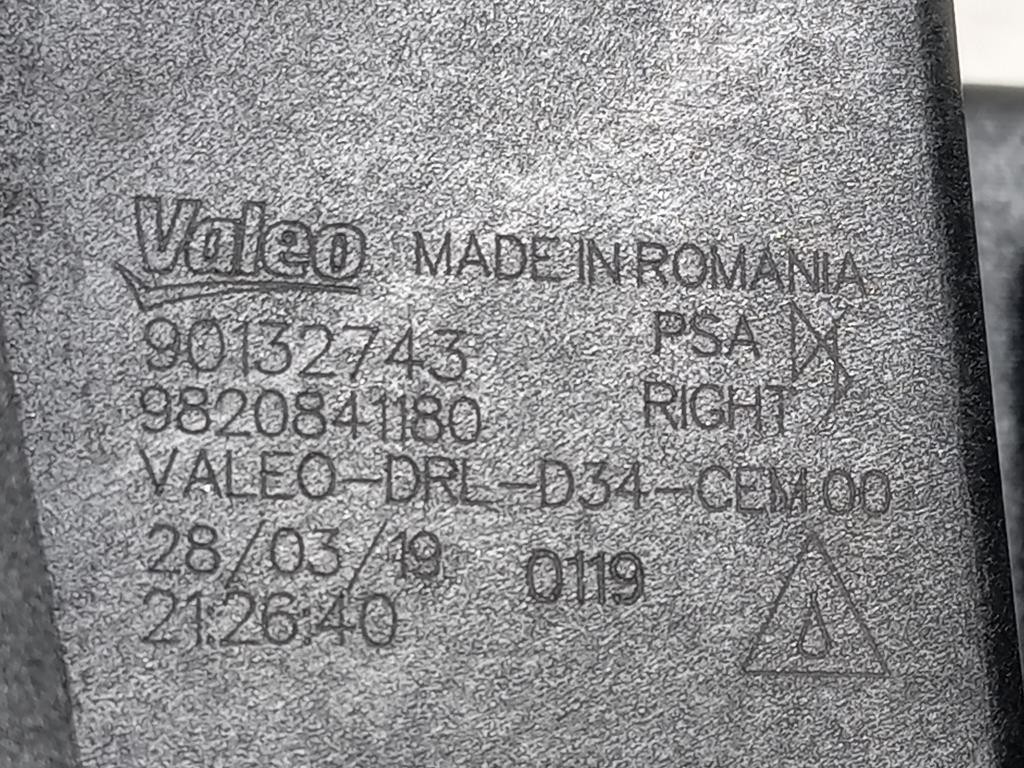 Valeo MADE IN ROMANIA
90132743 PSA
9820841180 RIGHT
VALEO-DRL-D34-CEM 00
28/03/19 0119
21:26:40